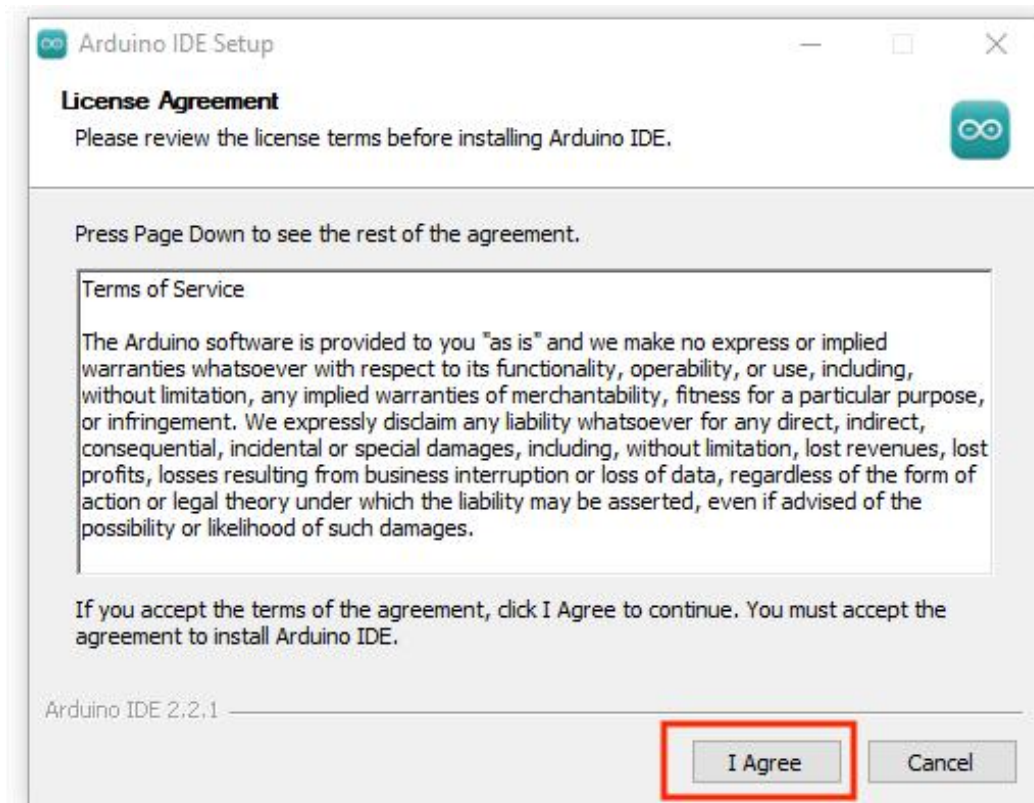 Arduino IDE Setup
License Agreement
Please review the license terms before installing Arduino IDE.
Press Page Down to see the rest of the agreement.
Terms of Service
The Arduino software is provided to you "as is" and we make no express or implied
warranties whatsoever with respect to its functionality, operability, or use, including,
without limitation, any implied warranties of merchantability, fitness for a particular purpose,
or infringement. We expressly disclaim any liability whatsoever for any direct, indirect,
consequential, incidental or special damages, including, without limitation, lost revenues, lost
profits, losses resulting from business interruption or loss of data, regardless of the form of
action or legal theory under which the liability may be asserted, even if advised of the
possibility or likelihood of such damages.
If you accept the terms of the agreement, click I Agree to continue. You must accept the
agreement to install Arduino IDE.
Arduino IDE 2.2.1
I Agree Cancel